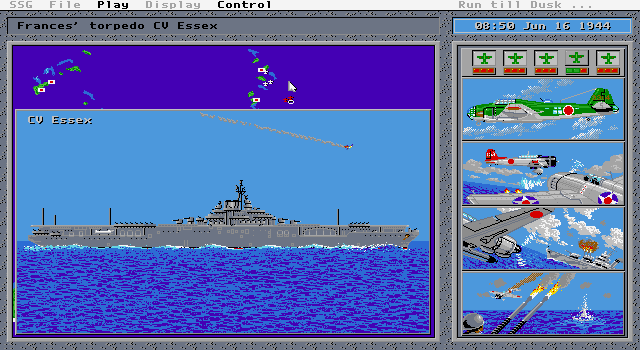 SSG File Play Display Control Run till Dusk ...
Frances’ torpedo CV Essex
08:50 Jun 16 1944
CV Essex